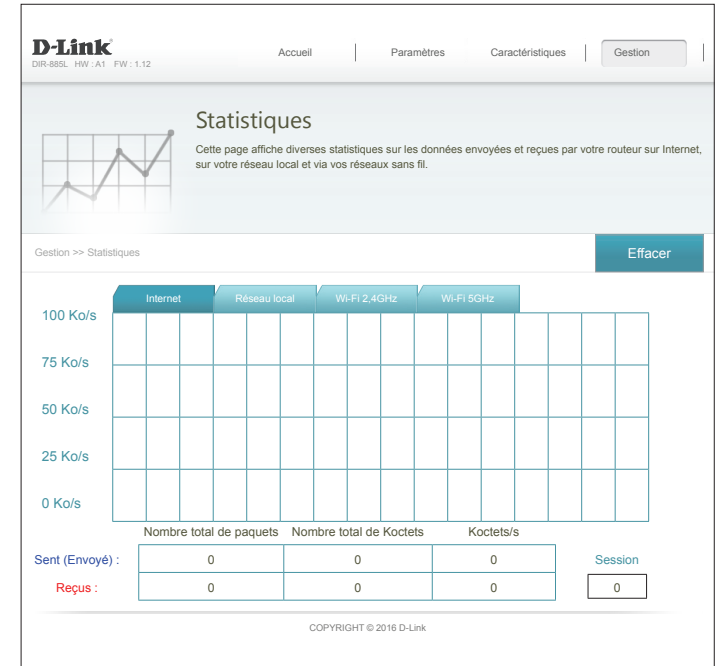 D-Link
DIR-885L HW : A1 FW : 1.12
Accueil
Paramètres
Caractéristiques
Gestion
Statistiques
Cette page affiche diverses statistiques sur les données envoyées et reçues par votre routeur sur Internet,
sur votre réseau local et via vos réseaux sans fil.
Gestion >> Statistiques
Effacer
Internet
Réseau local
Wi-Fi 2,4GHz
Wi-Fi 5GHz
100 Ko/s
75 Ko/s
50 Ko/s
25 Ko/s
0 Ko/s
Nombre total de paquets Nombre total de Koctets Koctets/s
Sent (Envoyé) : 0 0 0 Session
Reçus : 0 0 0 0
COPYRIGHT © 2016 D-Link